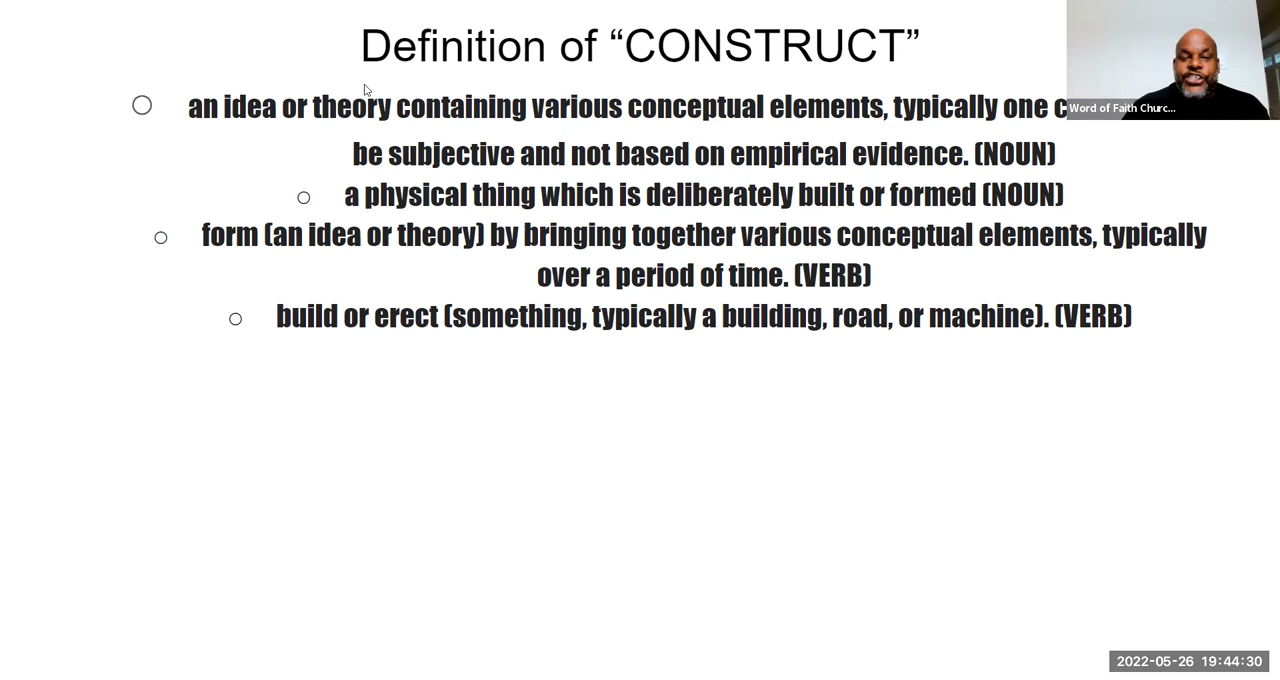 Definition of “CONSTRUCT”
an idea or theory containing various conceptual elements, typically one
Word of Faith Churc...
be subjective and not based on empirical evidence. (NOUN)
a physical thing which is deliberately built or formed (NOUN)
form (an idea or theory) by bringing together various conceptual elements, typically
over a period of time. (VERB)
build or erect (something, typically a building, road, or machine). (VERB)
2022-05-26 19:44:30